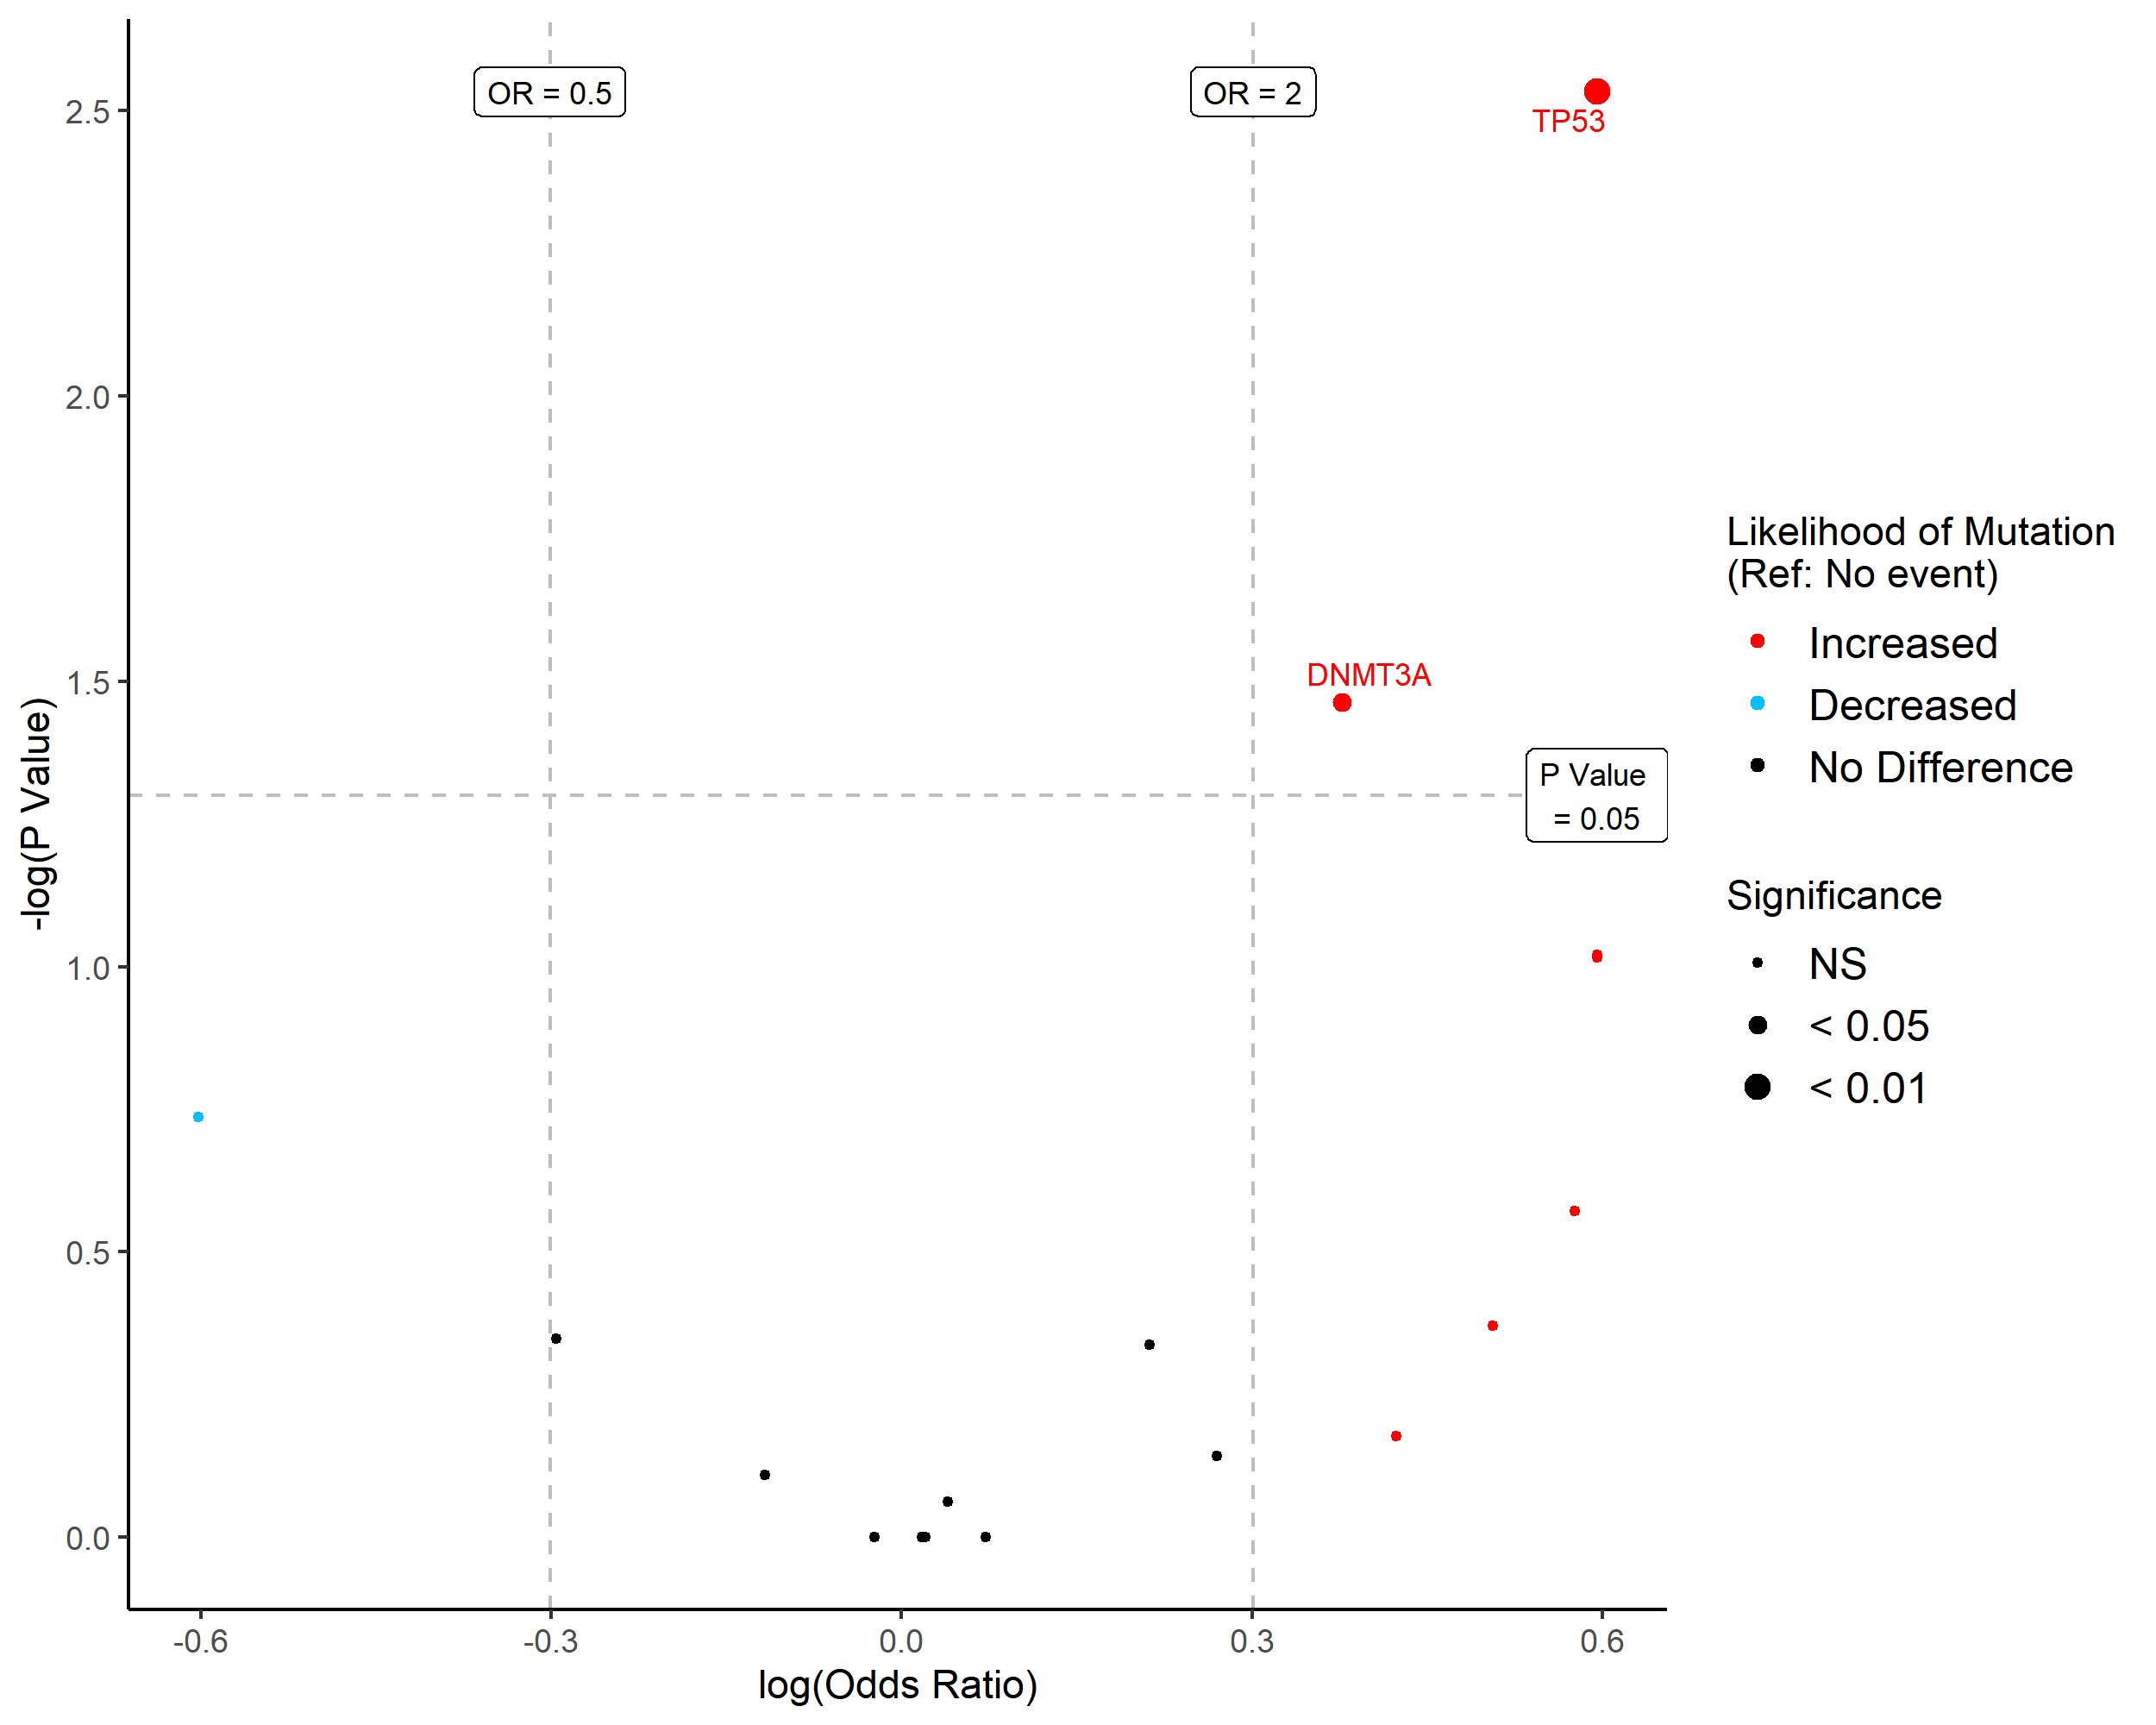 OR = 0.5
OR = 2
TP53
DNMT3A
P Value
= 0.05
2.5
2.0
1.5
1.0
0.5
0.0
-log(P Value)
-0.6
-0.3
0.0
0.3
0.6
log(Odds Ratio)
Likelihood of Mutation
(Ref: No event)
Increased
Decreased
No Difference
Significance
NS
< 0.05
< 0.01